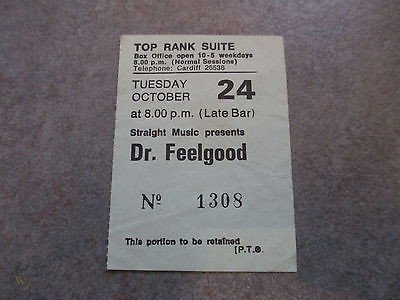 TOP RANK SUITE
Box Office open 10-5 weekdays
8.00 p.m. (Normal Sessions)
Telephone: Cardiff 26538
TUESDAY
OCTOBER 24
at 8.00 p.m. (Late Bar)
Straight Music presents
Dr. Feelgood
Nº 1308
This portion to be retained
[P.T.O.